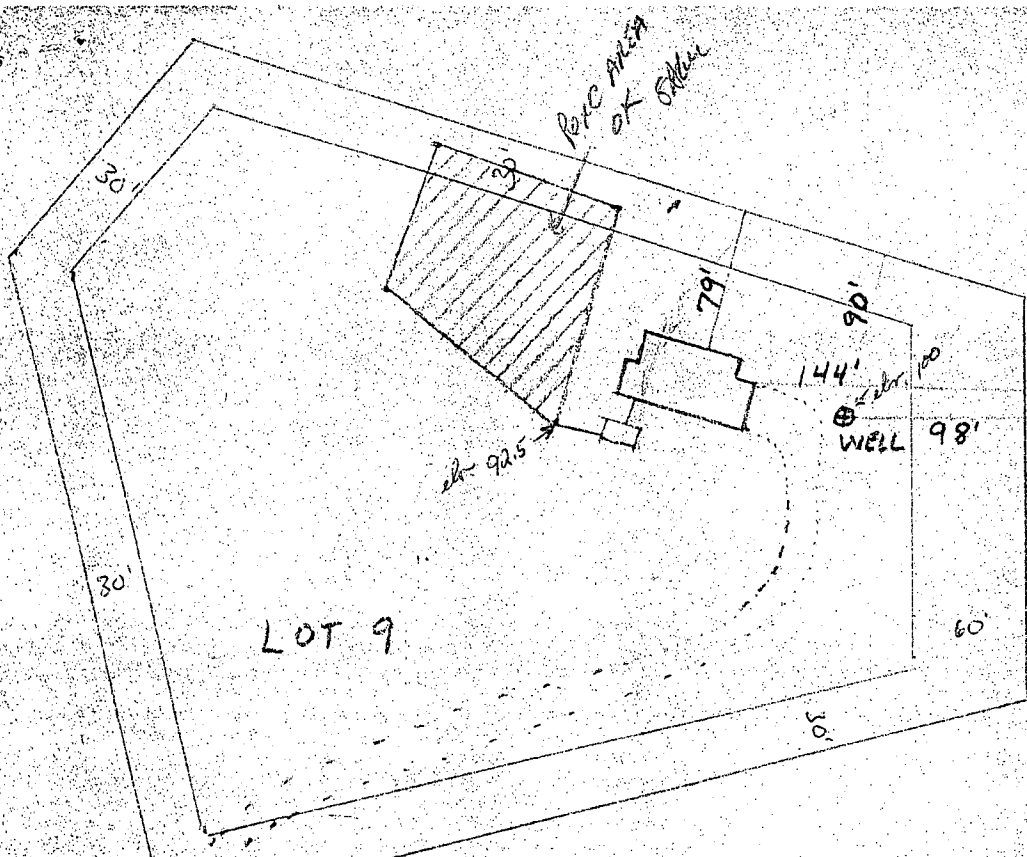 PERC AREA
OK
30'
30'
79'
90'
144'
elev. 100
WELL 98'
elev 92.5
30'
LOT 9
60'
30'